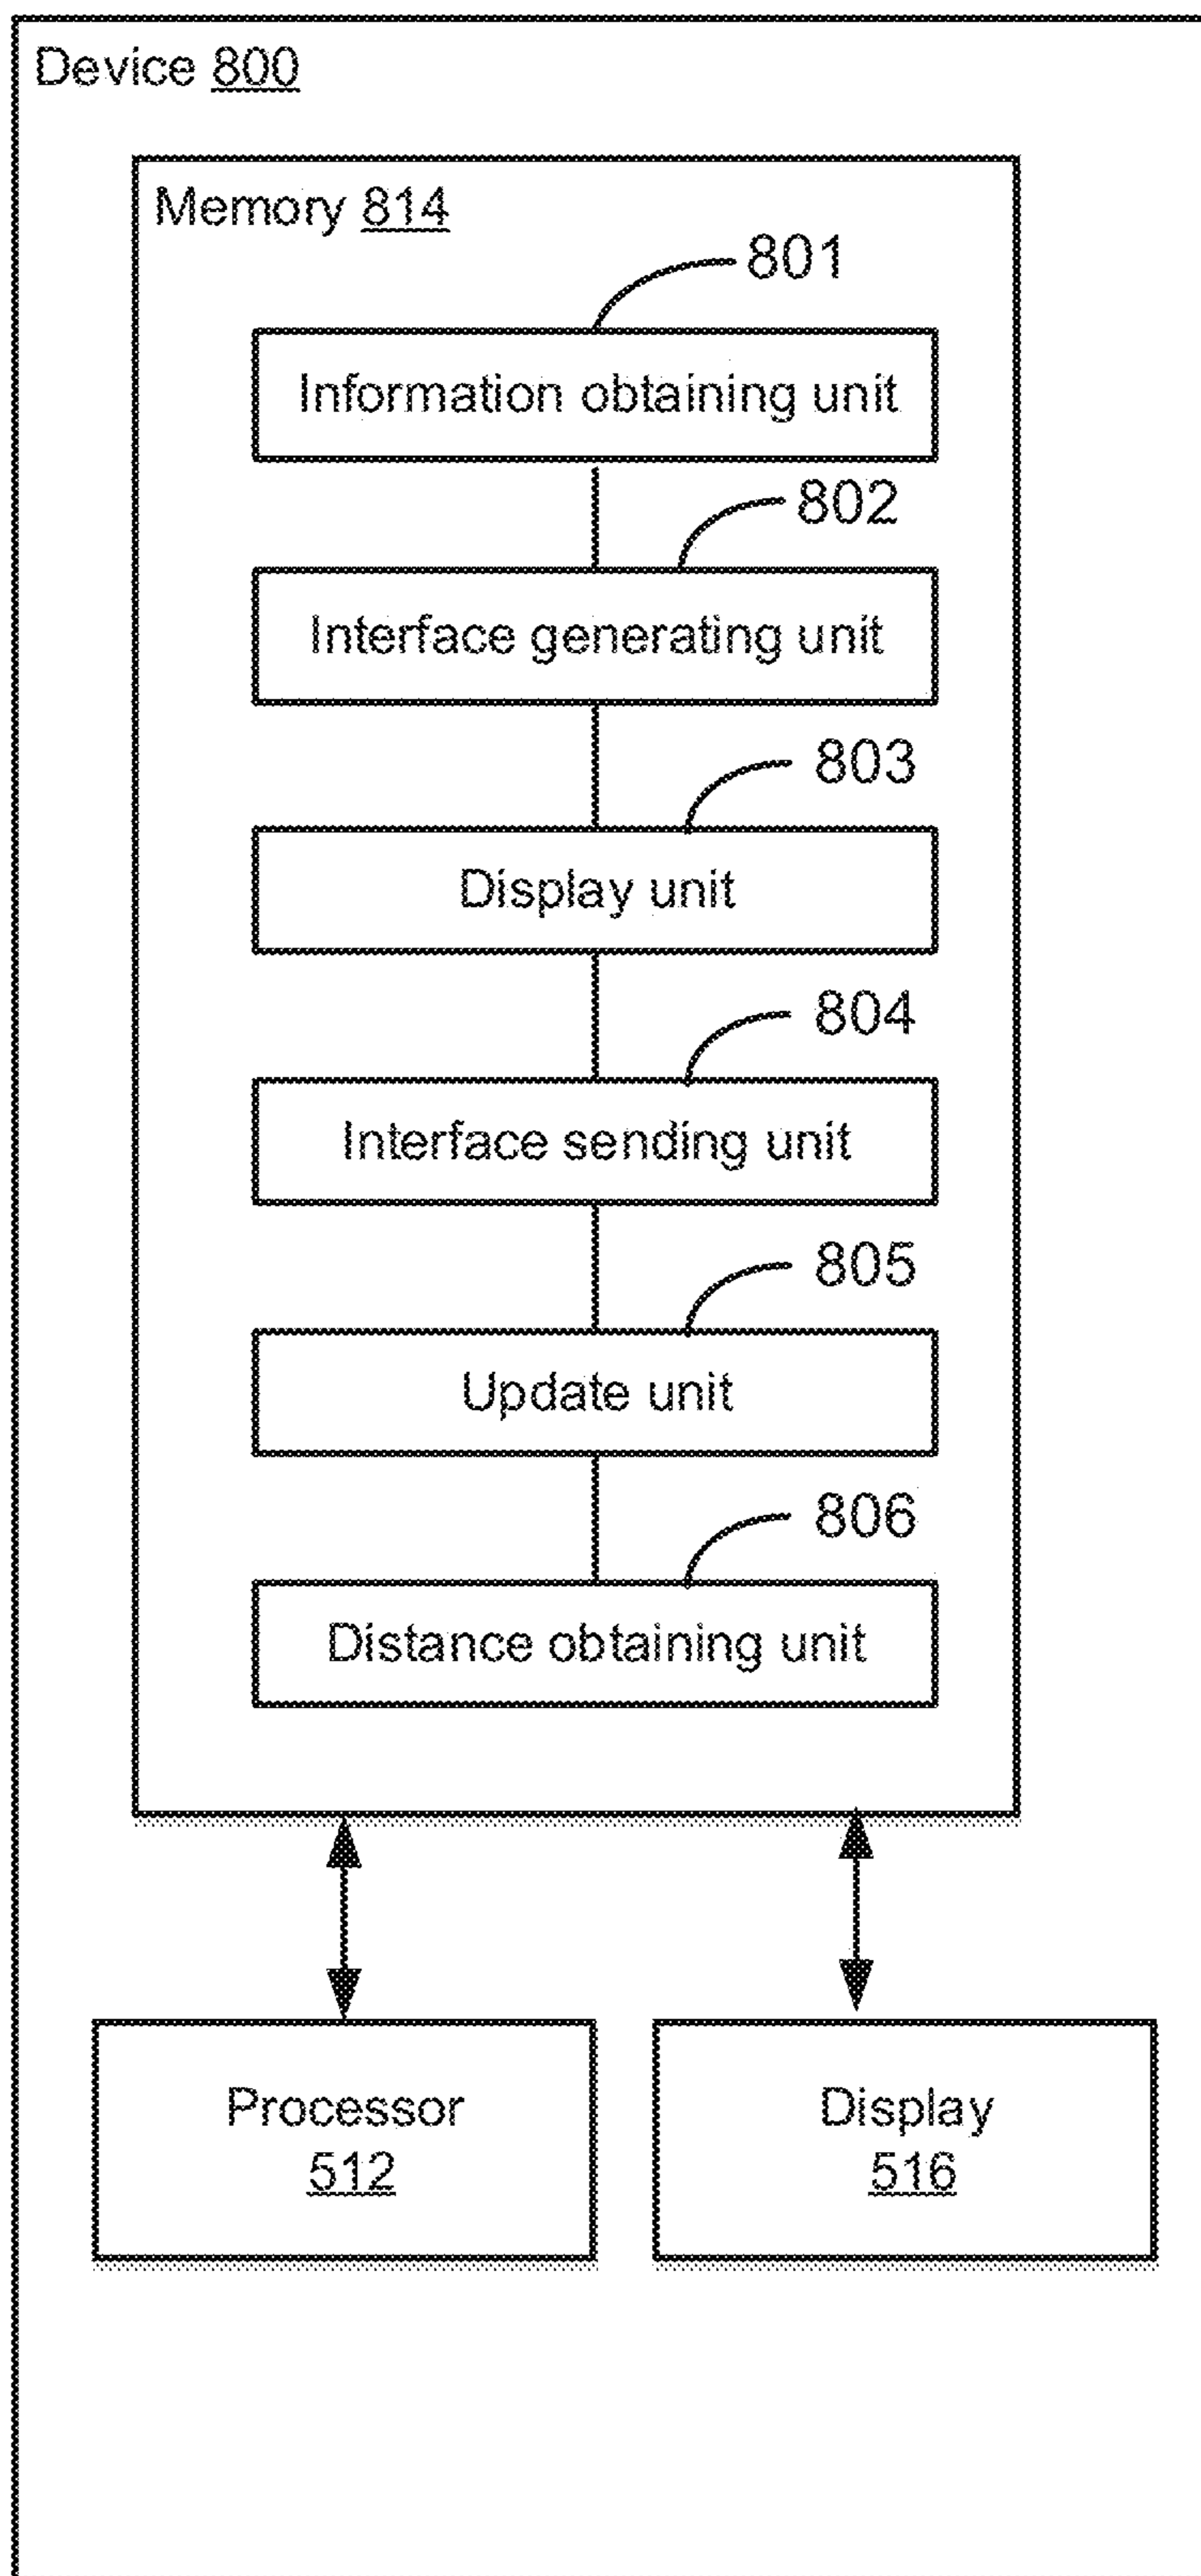 Device 800
Memory 814
801
Information obtaining unit
802
Interface generating unit
803
Display unit
804
Interface sending unit
805
Update unit
806
Distance obtaining unit
Processor
512
Display
516